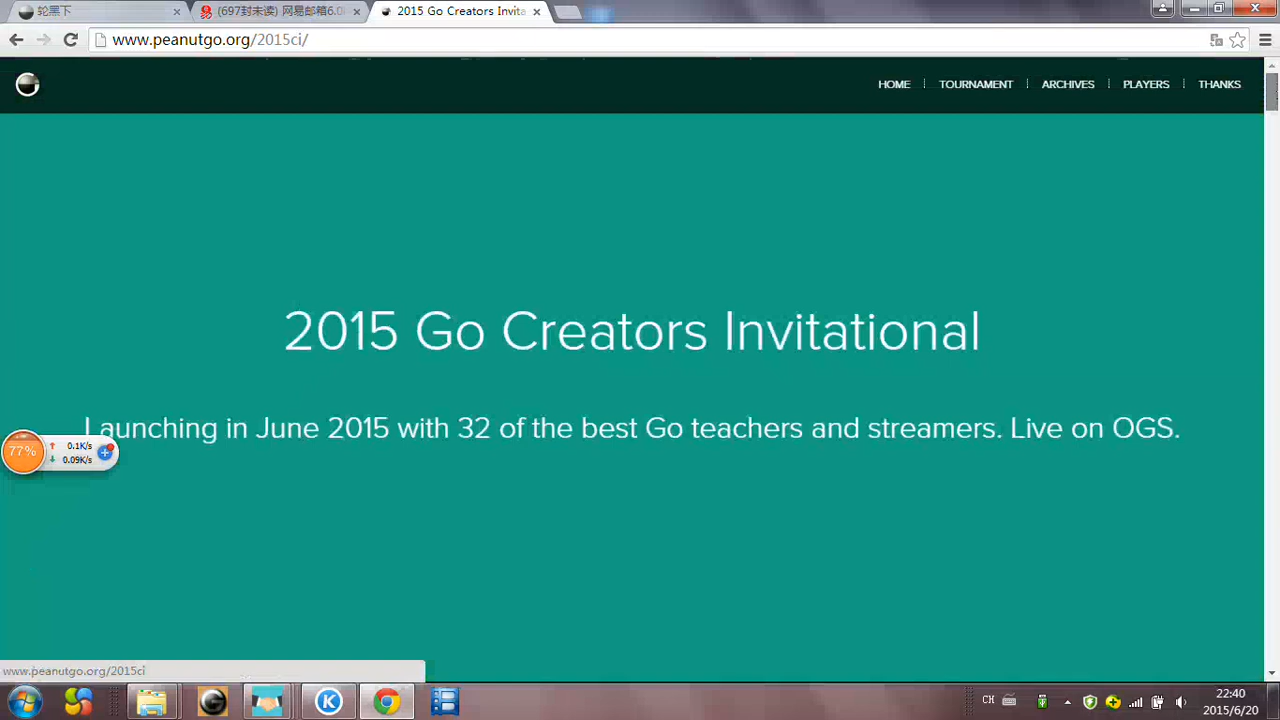 轮黑下
(697封未读) 网易邮箱6.0
2015 Go Creators Invita
www.peanutgo.org/2015ci/
HOME
TOURNAMENT
ARCHIVES
PLAYERS
THANKS
2015 Go Creators Invitational
Launching in June 2015 with 32 of the best Go teachers and streamers. Live on OGS.
77%
0.1K/s
0.09K/s
www.peanutgo.org/2015ci
CH
22:40
2015/6/20